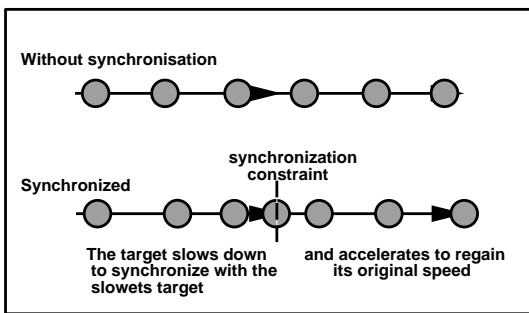 Without synchronisation
synchronization
constraint
Synchronized
The target slows down
to synchronize with the
slowets target
and accelerates to regain
its original speed